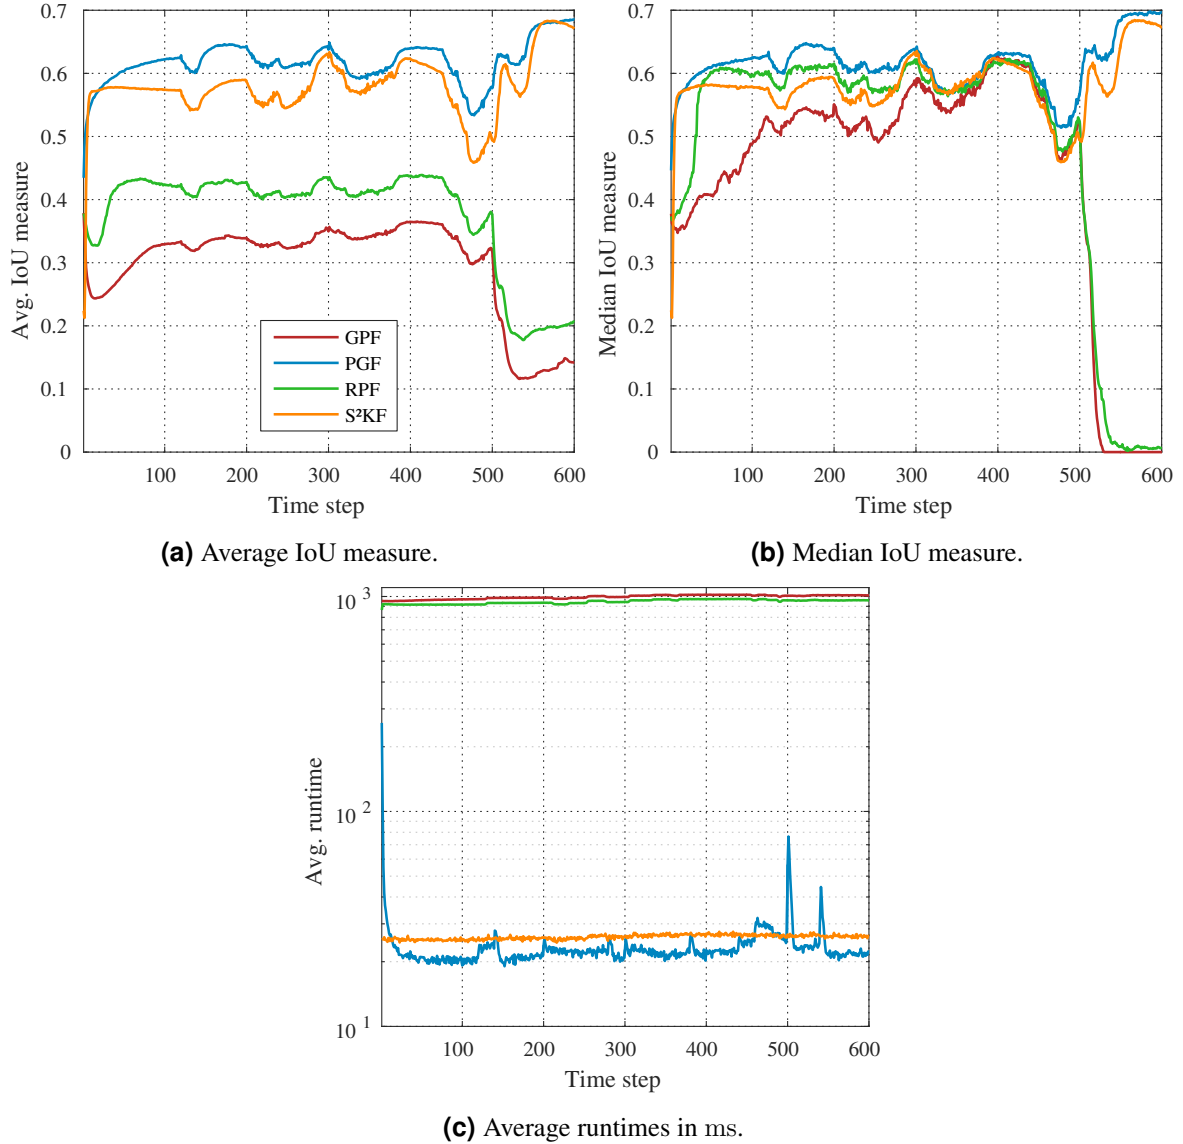 0.7
0.6
0.5
0.4
0.3
0.2
0.1
0
Avg. IoU measure
GPF
PGF
RPF
S²KF
100 200 300 400 500 600
Time step
(a) Average IoU measure.
0.7
0.6
0.5
0.4
0.3
0.2
0.1
0
Median IoU measure
100 200 300 400 500 600
Time step
(b) Median IoU measure.
10 3
10 2
10 1
Avg. runtime
100 200 300 400 500 600
Time step
(c) Average runtimes in ms.